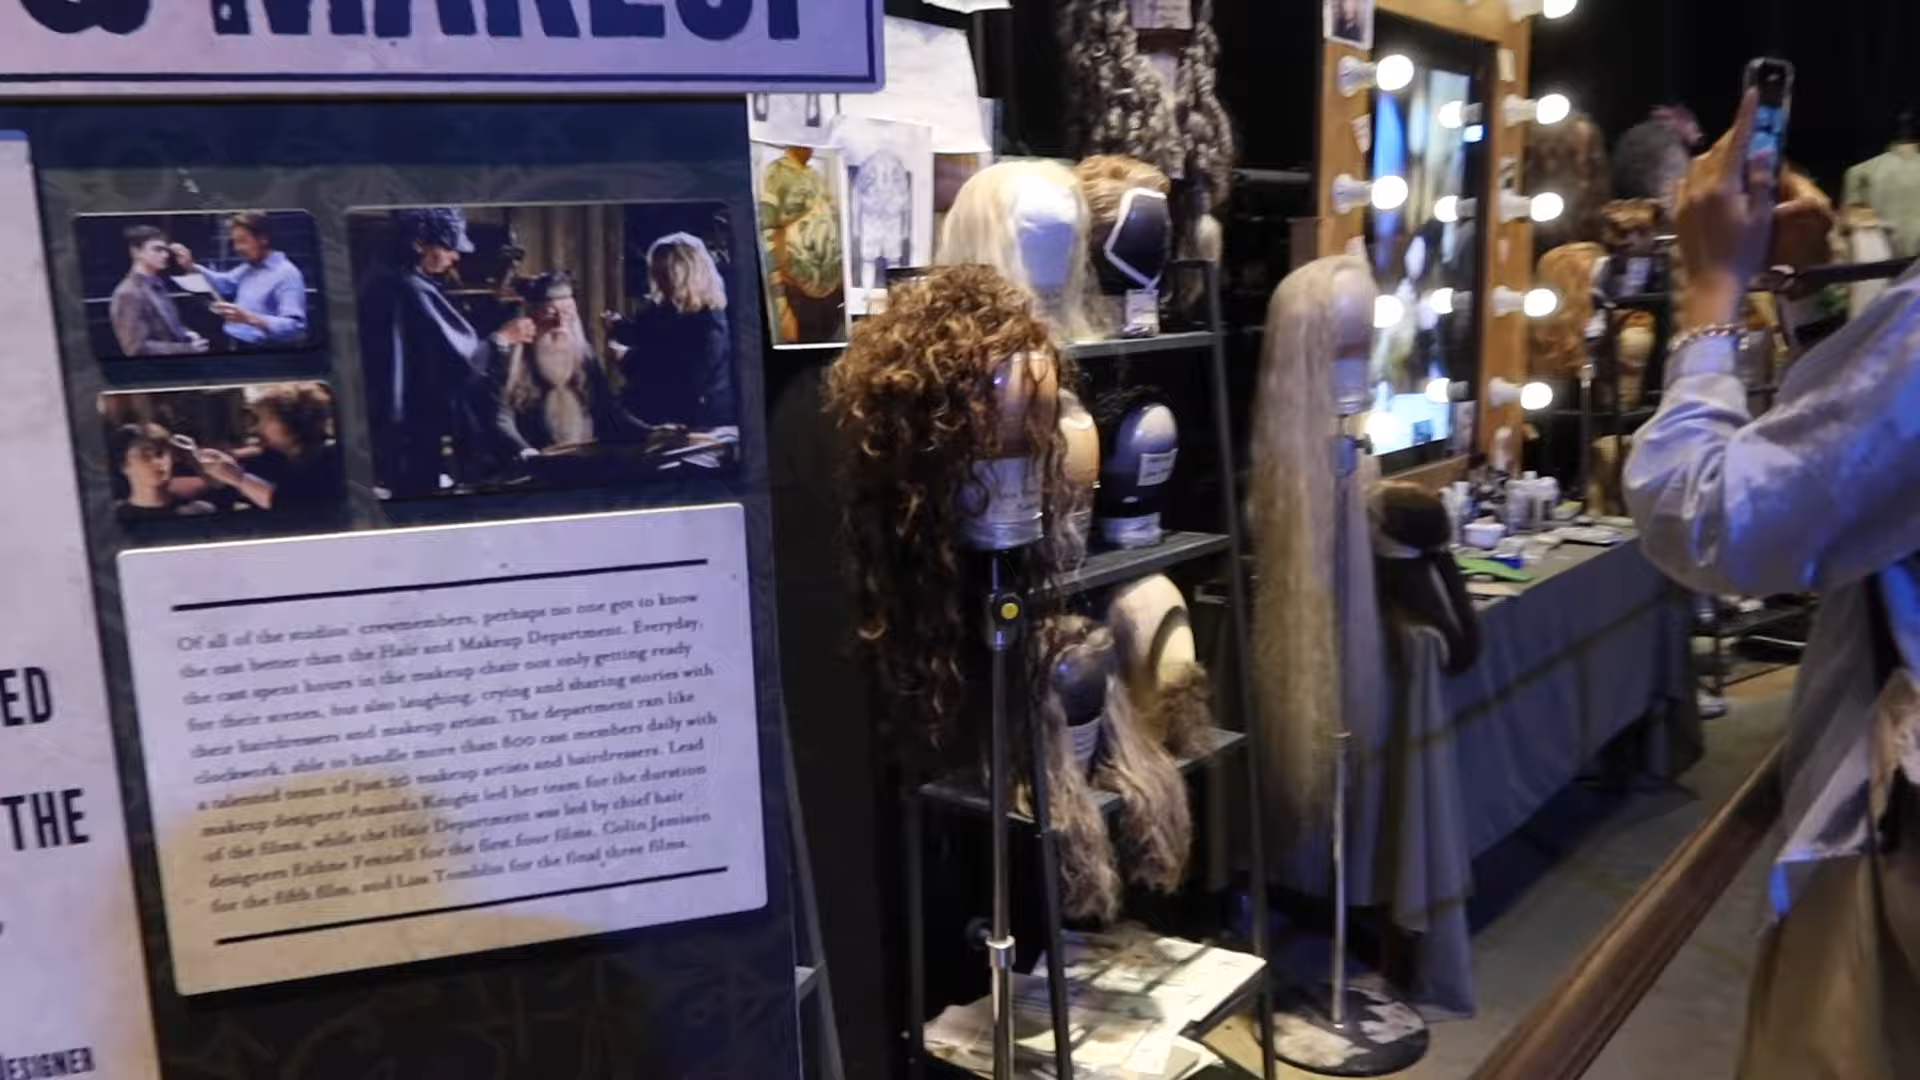 & MAKEUP
Of all of the studios' crewmembers, perhaps no one got to know
the cast better than the Hair and Makeup Department. Everyday,
the cast spent hours in the makeup chair not only getting ready
for their scenes, but also laughing, crying and sharing stories with
their hairdressers and makeup artists. The department ran like
clockwork, able to handle more than 800 cast members daily with
a talented team of just 20 makeup artists and hairdressers. Lead
makeup designer Amanda Knight led her team for the duration
of the films, while the Hair Department was led by chief hair
designers Eithne Fennell for the first four films, Colin Jamison
for the fifth film, and Lisa Tomblin for the final three films.
ED
THE
DESIGNER